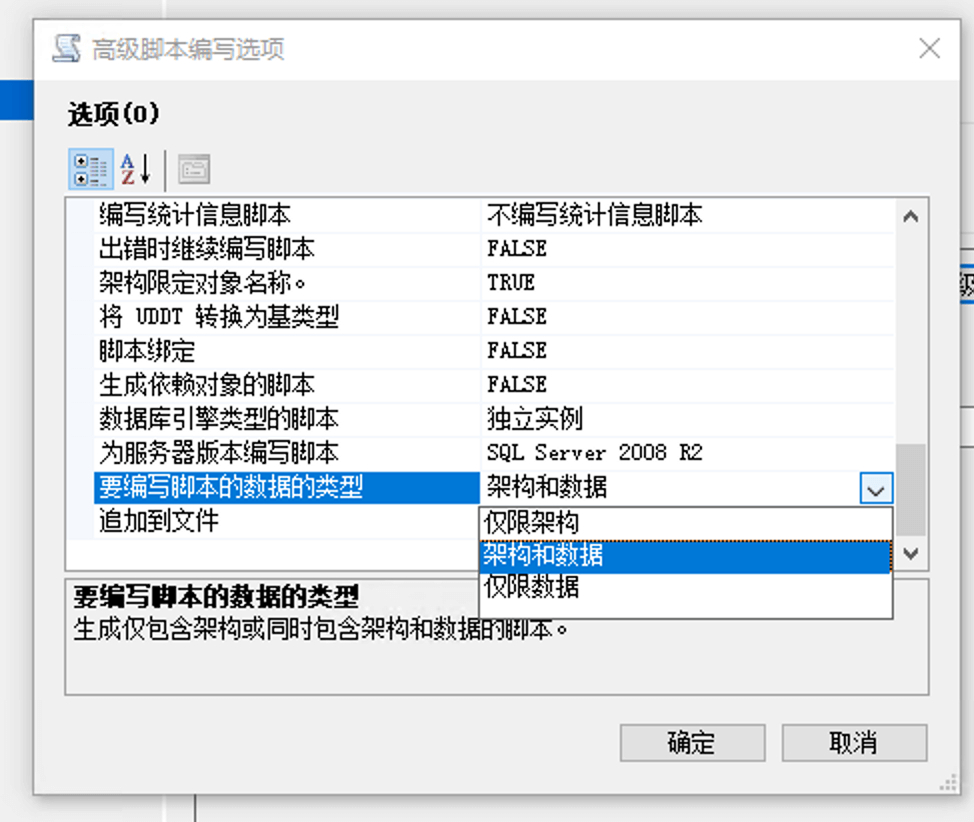 高级脚本编写选项
选项(O)
编写统计信息脚本 不编写统计信息脚本
出错时继续编写脚本 FALSE
架构限定对象名称。 TRUE
将 UDDT 转换为基类型 FALSE
脚本绑定 FALSE
生成依赖对象的脚本 FALSE
数据库引擎类型的脚本 独立实例
为服务器版本编写脚本 SQL Server 2008 R2
要编写脚本的数据的类型 架构和数据
追加到文件
仅限架构
架构和数据
仅限数据
要编写脚本的数据的类型
生成仅包含架构或同时包含架构和数据的脚本。
确定 取消